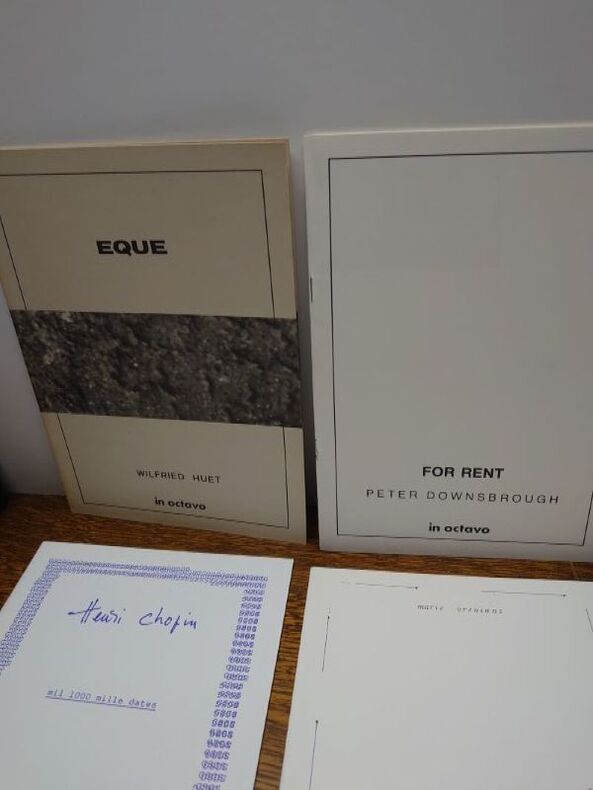 EQUE
WILFRIED HUET
in octavo
FOR RENT
PETER DOWNSBROUGH
in octavo
Henri Chopin
mil 1000 mille dates